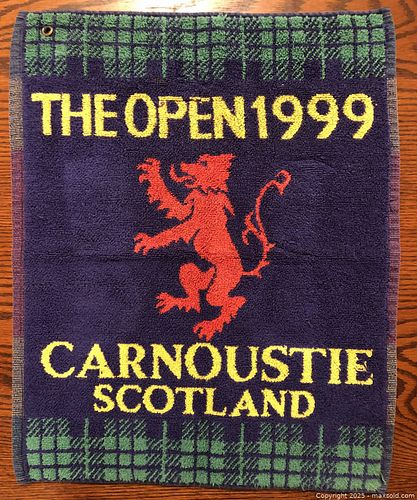 THE OPEN 1999
CARNOUSTIE
SCOTLAND
Copyright 2025 - maxsold.com